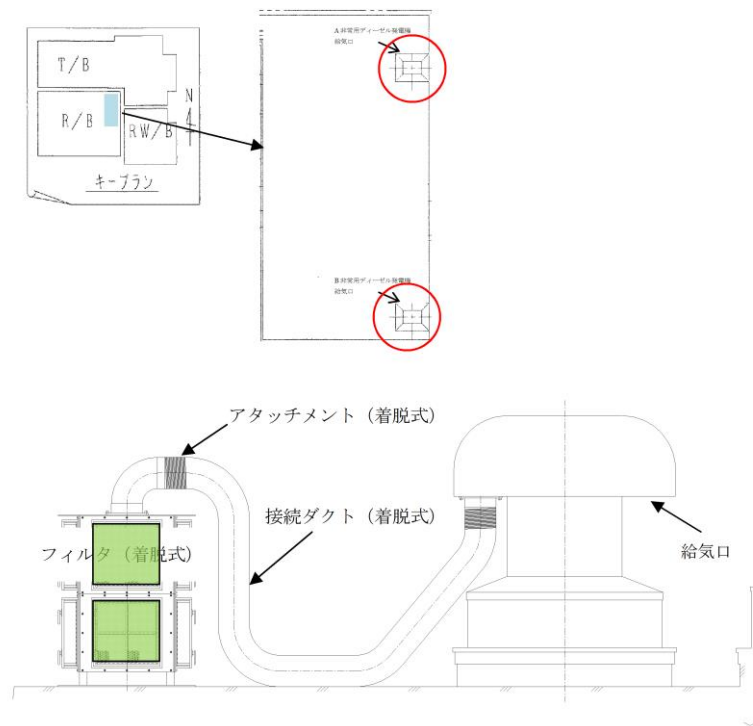 T/B
R/B
RW/B
N
キープラン
A非常用ディーゼル発電機
給気口
B非常用ディーゼル発電機
給気口
アタッチメント（着脱式）
接続ダクト（着脱式）
フィルタ（着脱式）
給気口